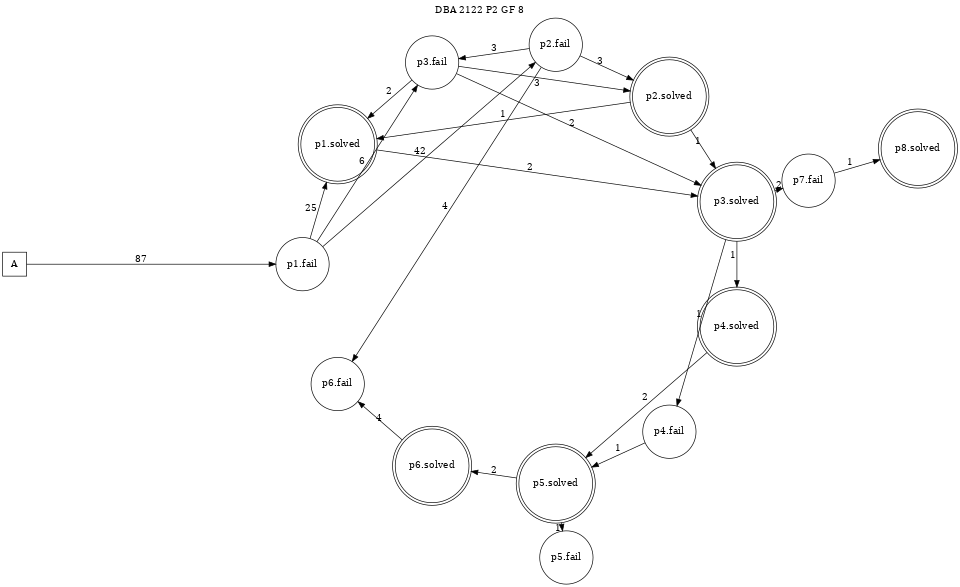 DBA 2122 P2 GF 8
p2.fail
3
p3.fail
3
3
2
p2.solved
1
2
1
p1.solved
p8.solved
42
6
2
1
p7.fail
2
p3.solved
25
4
1
A
87
p1.fail
1
p4.solved
p6.fail
2
4
p4.fail
1
p6.solved
2
p5.solved
1
p5.fail